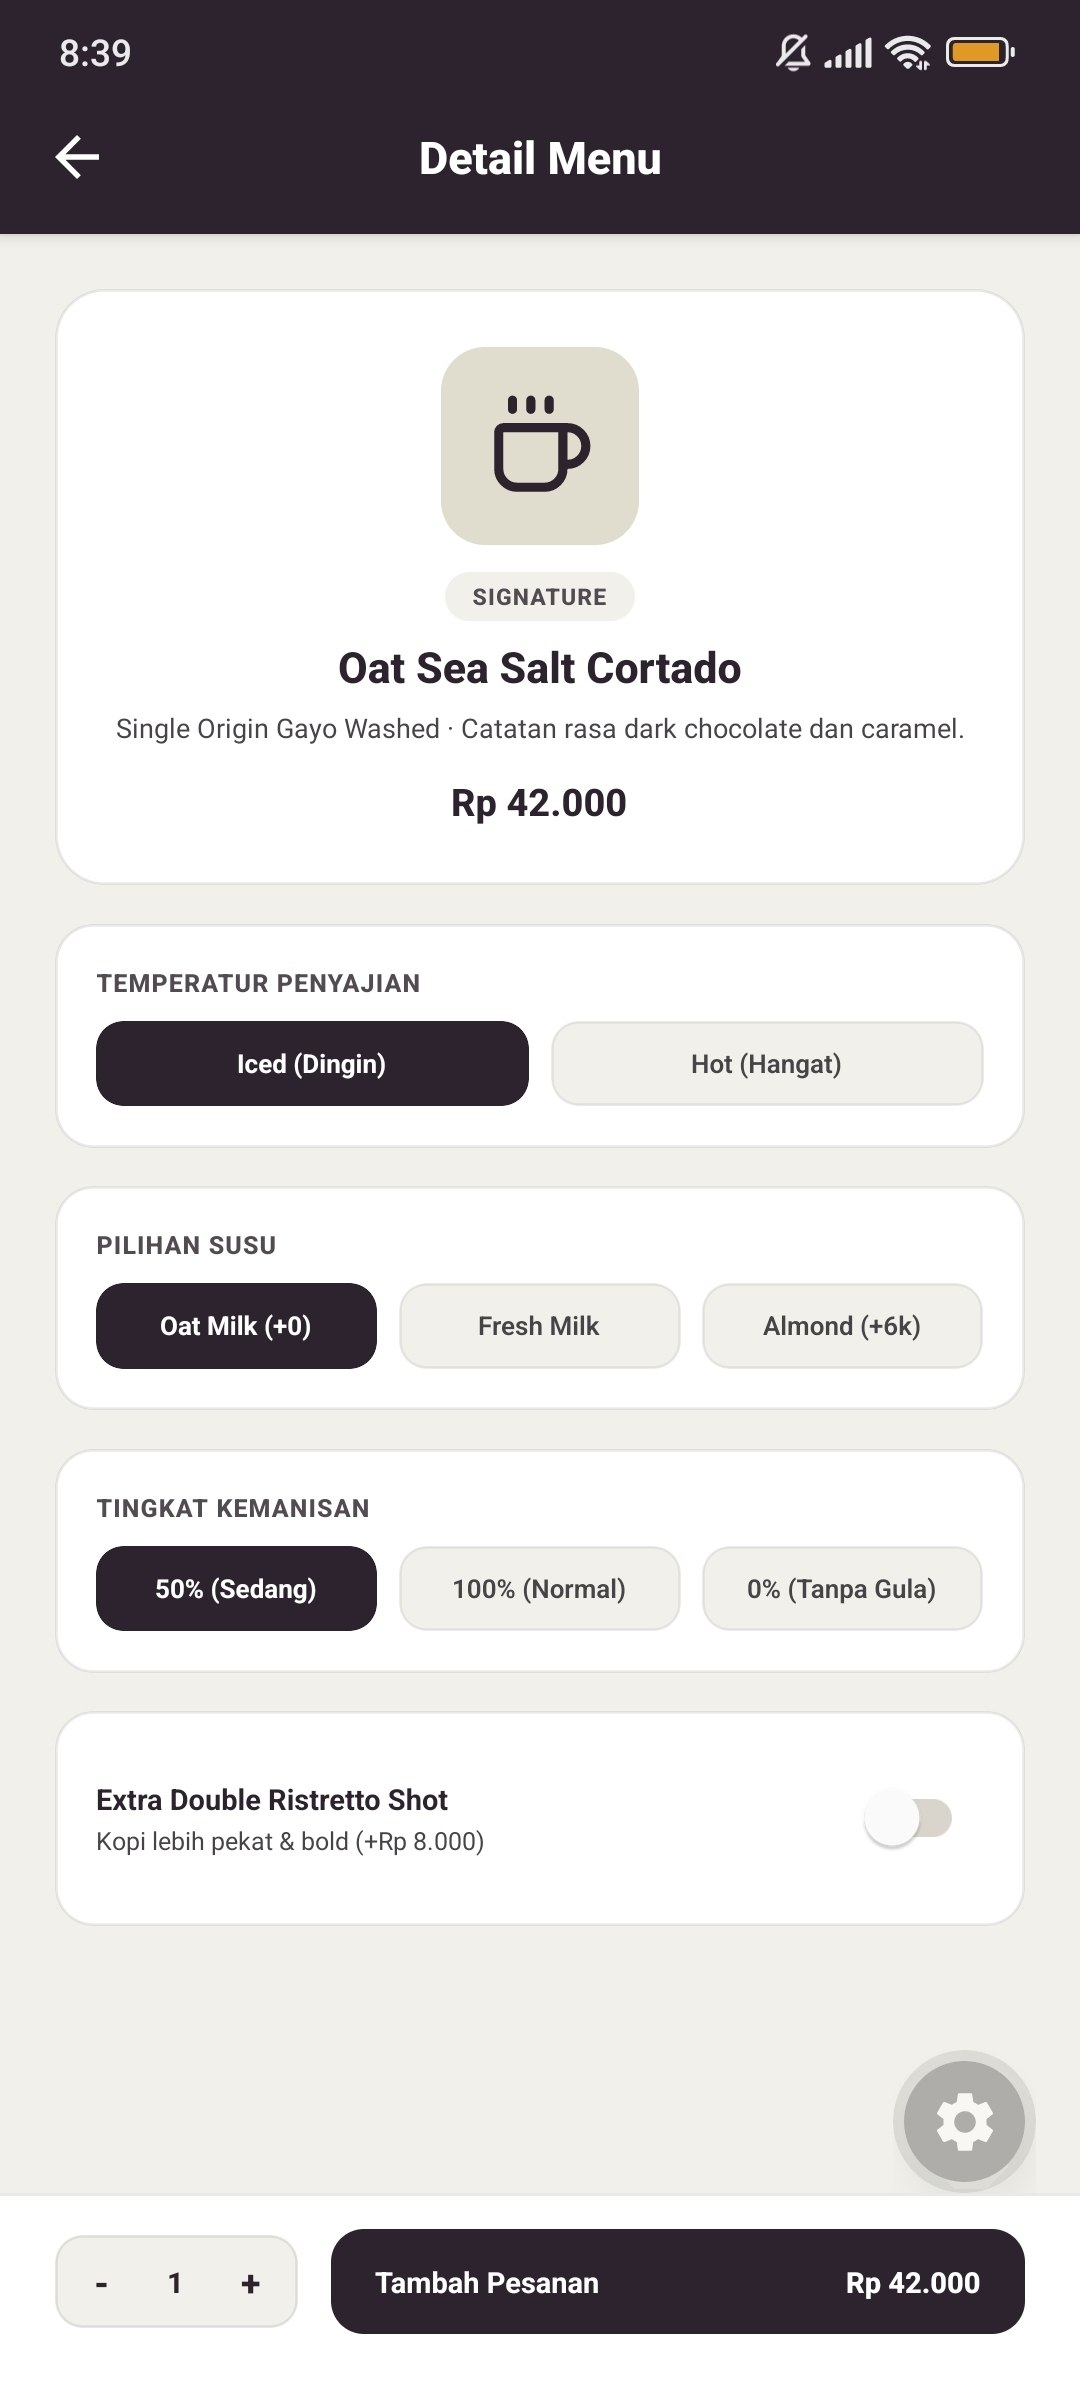 8:39
Detail Menu
SIGNATURE
Oat Sea Salt Cortado
Single Origin Gayo Washed · Catatan rasa dark chocolate dan caramel.
Rp 42.000
TEMPERATUR PENYAJIAN
Iced (Dingin)
Hot (Hangat)
PILIHAN SUSU
Oat Milk (+0)
Fresh Milk
Almond (+6k)
TINGKAT KEMANISAN
50% (Sedang)
100% (Normal)
0% (Tanpa Gula)
Extra Double Ristretto Shot
Kopi lebih pekat & bold (+Rp 8.000)
- 1 +
Tambah Pesanan
Rp 42.000